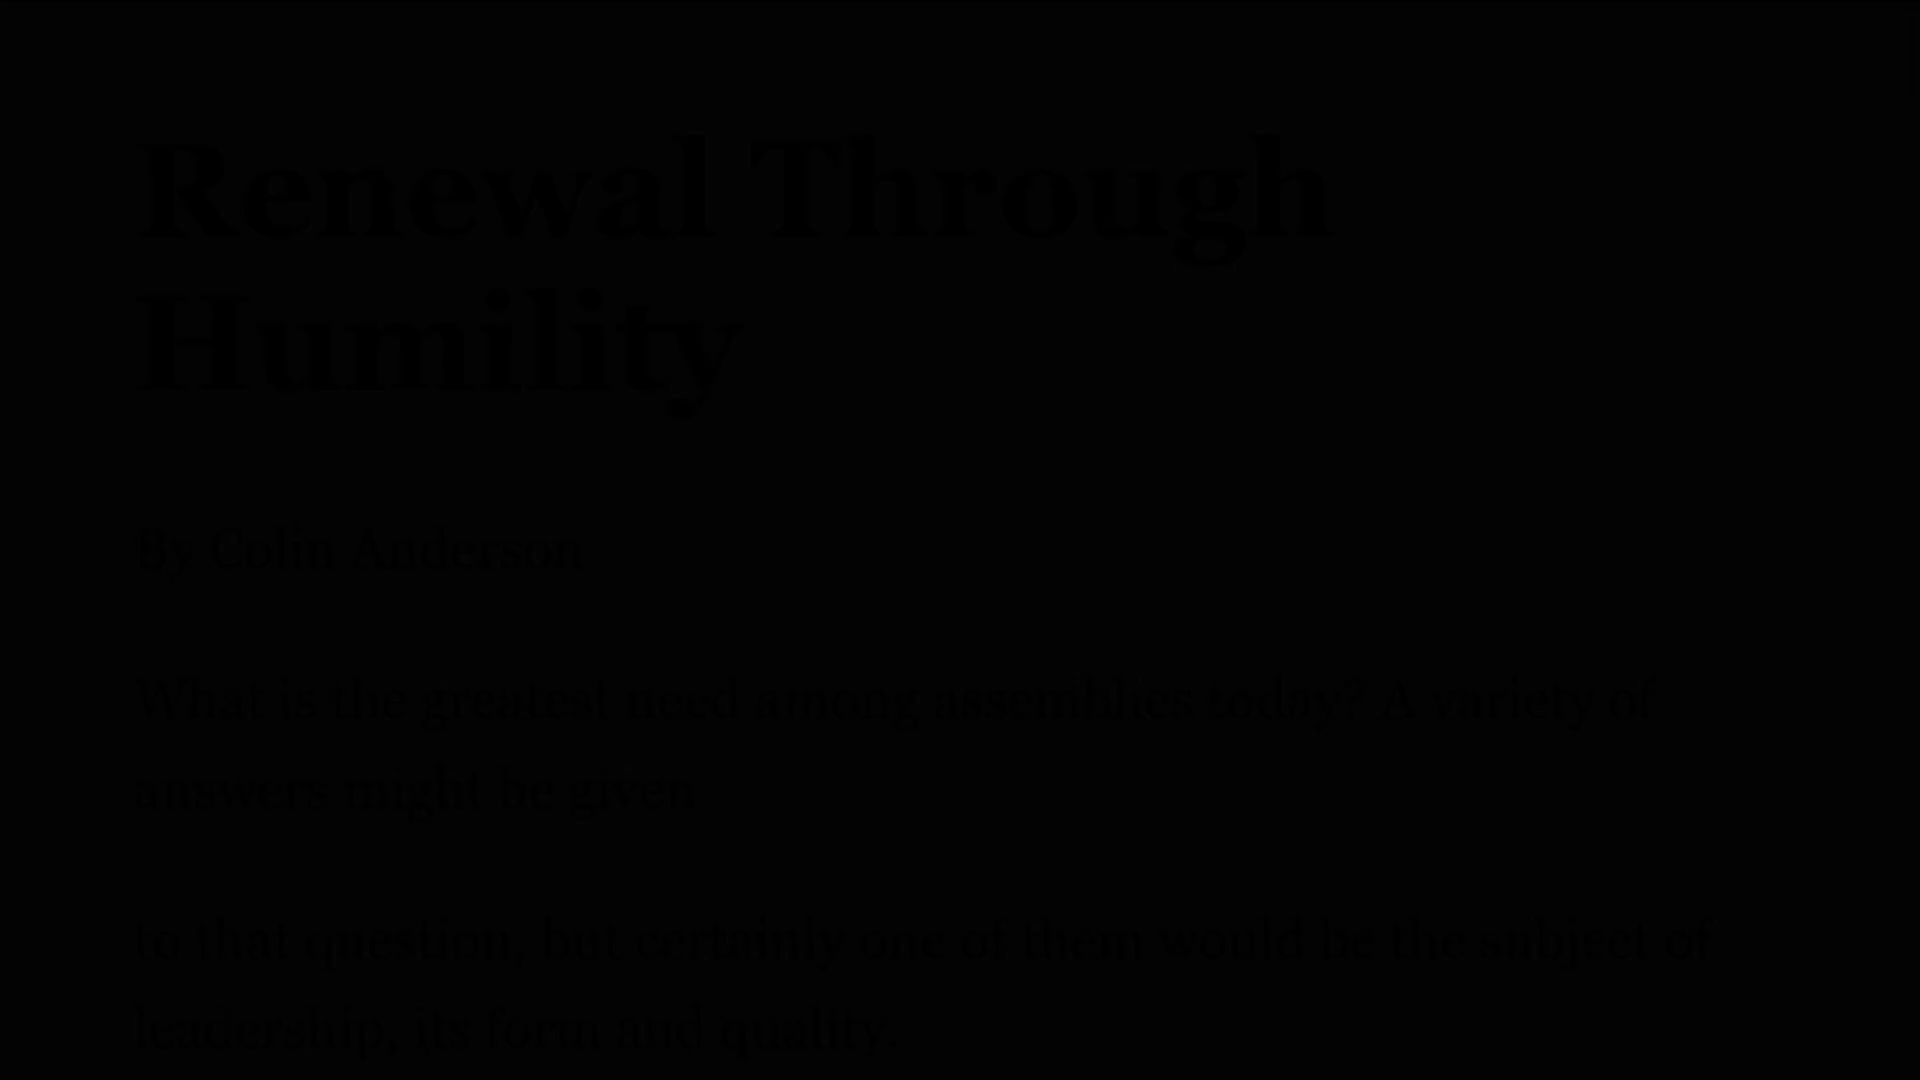 Renewal Through
Humility
By Colin Anderson
What is the greatest need among assemblies today? A variety of
answers might be given
to that question, but certainly one of them would be the subject of
leadership, its form and quality.